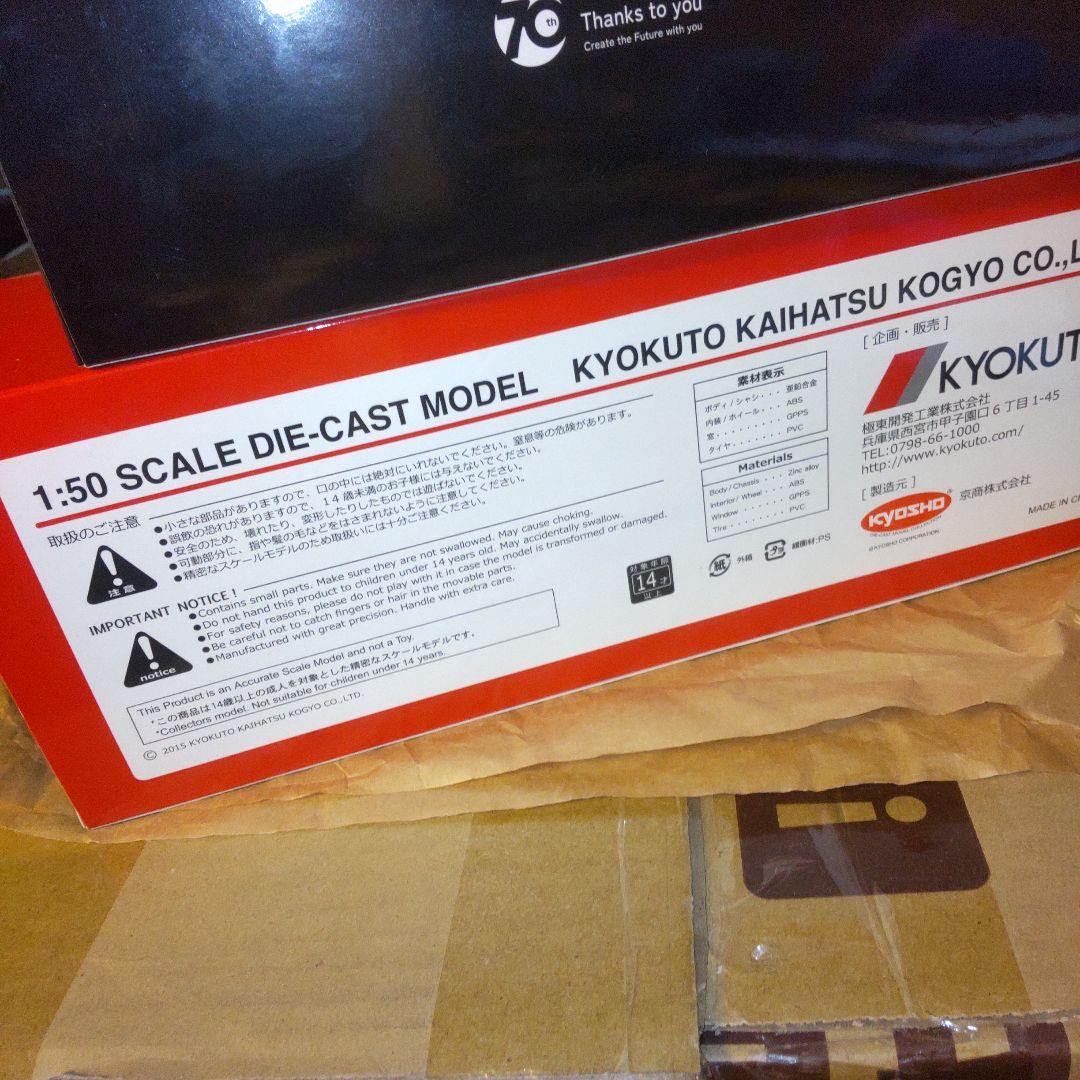 70th
Thanks to you
Create the Future with you
1:50 SCALE DIE-CAST MODEL KYOKUTO KAIHATSU KOGYO CO.,L
取扱のご注意
注意
●小さな部品がありますので、口の中には絶対にいれないでください。窒息等の危険があります。
●誤飲の恐れがありますので、14歳未満のお子様には与えないでください。
●安全のため、壊れたり、変形したりしたものでは遊ばないでください。
●可動部分に、指や髪の毛などをはさまれないように注意してください。
●精密なスケールモデルのため取扱いには十分ご注意ください。
IMPORTANT NOTICE!
notice
●Contains small parts. Make sure they are not swallowed. May cause choking.
●Do not hand this product to children under 14 years old. May accidentally swallow.
●For safety reasons, please do not play with it in case the model is transformed or damaged.
●Be careful not to catch fingers or hair in the movable parts.
●Manufactured with great precision. Handle with extra care.
This Product is an Accurate Scale Model and not a Toy.
*この商品は14歳以上の成人を対象とした精密なスケールモデルです。
*Collectors model. Not suitable for children under 14 years.
© 2015 KYOKUTO KAIHATSU KOGYO CO.,LTD.
対象年齢
14才
以上
素材表示
ボディ/シャシ・・・亜鉛合金
内装/ホイール・・・ABS
窓・・・・・・・・GPPS
タイヤ・・・・・・・PVC
Materials
Body/Chassis ・・Zinc alloy
Interior/Wheel ・・・ABS
Window ・・・・・・GPPS
Tire・・・・・・・・PVC
紙
外箱
プラ
緩衝材:PS
[企画・販売]
KYOKUT
極東開発工業株式会社
兵庫県西宮市甲子園口6丁目1-45
TEL:0798-66-1000
http://www.kyokuto.com/
[製造元]
KYOSHO®
DIE-CAST MODEL COLLECTION
京商株式会社
©KYOSHO CORPORATION
MADE IN C